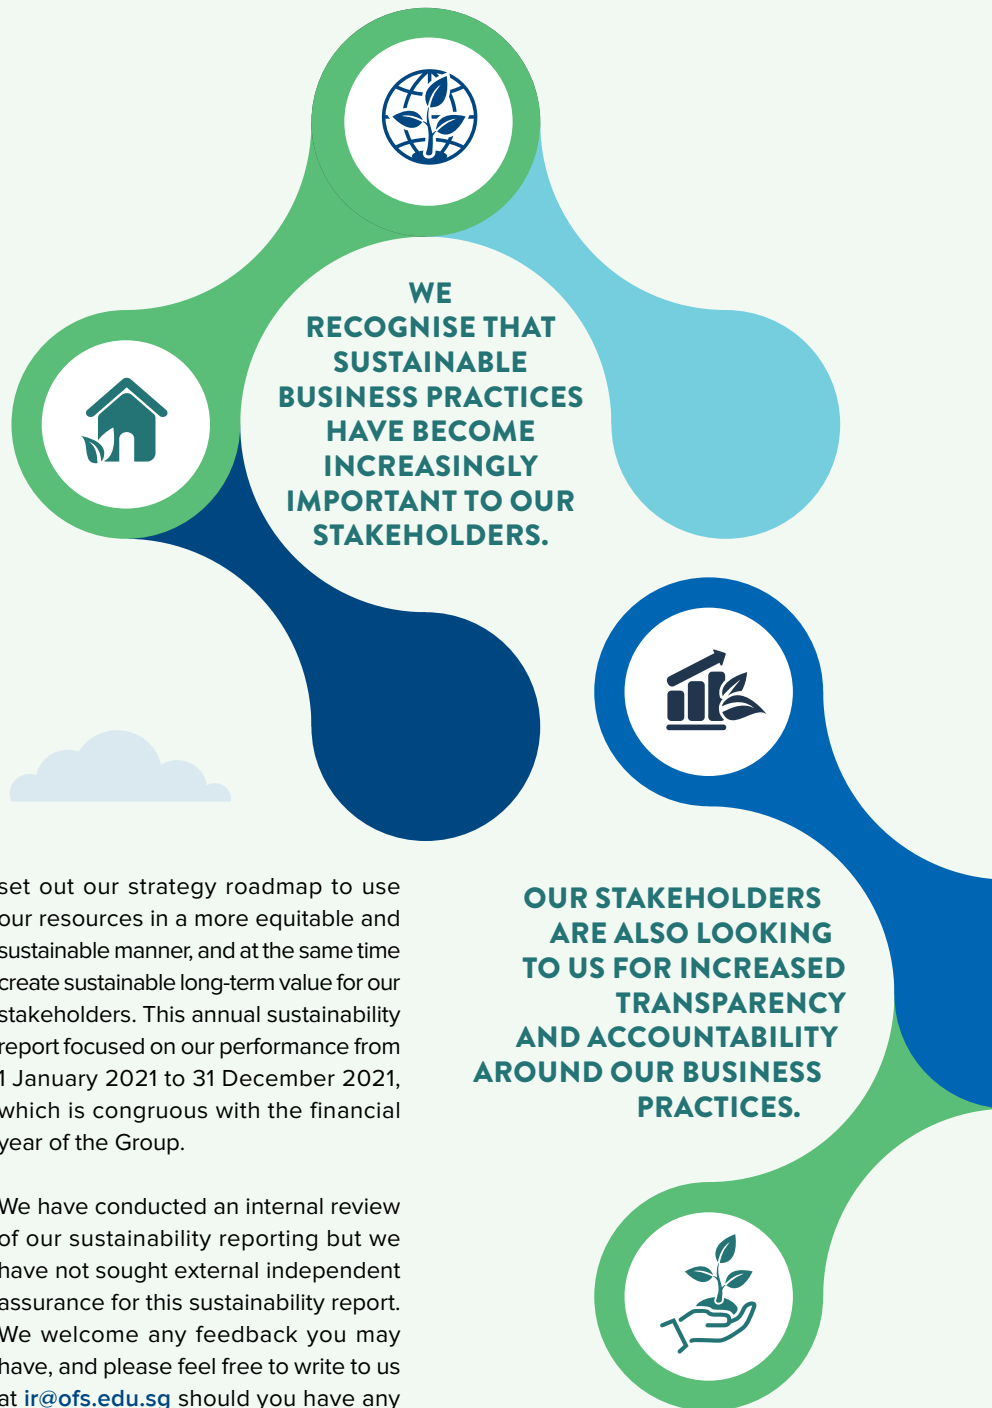 WE
RECOGNISE THAT
SUSTAINABLE
BUSINESS PRACTICES
HAVE BECOME
INCREASINGLY
IMPORTANT TO OUR
STAKEHOLDERS.
set out our strategy roadmap to use
our resources in a more equitable and
sustainable manner, and at the same time
create sustainable long-term value for our
stakeholders. This annual sustainability
report focused on our performance from
1 January 2021 to 31 December 2021,
which is congruous with the financial
year of the Group.
We have conducted an internal review
of our sustainability reporting but we
have not sought external independent
assurance for this sustainability report.
We welcome any feedback you may
have, and please feel free to write to us
at ir@ofs.edu.sg should you have any
OUR STAKEHOLDERS
ARE ALSO LOOKING
TO US FOR INCREASED
TRANSPARENCY
AND ACCOUNTABILITY
AROUND OUR BUSINESS
PRACTICES.